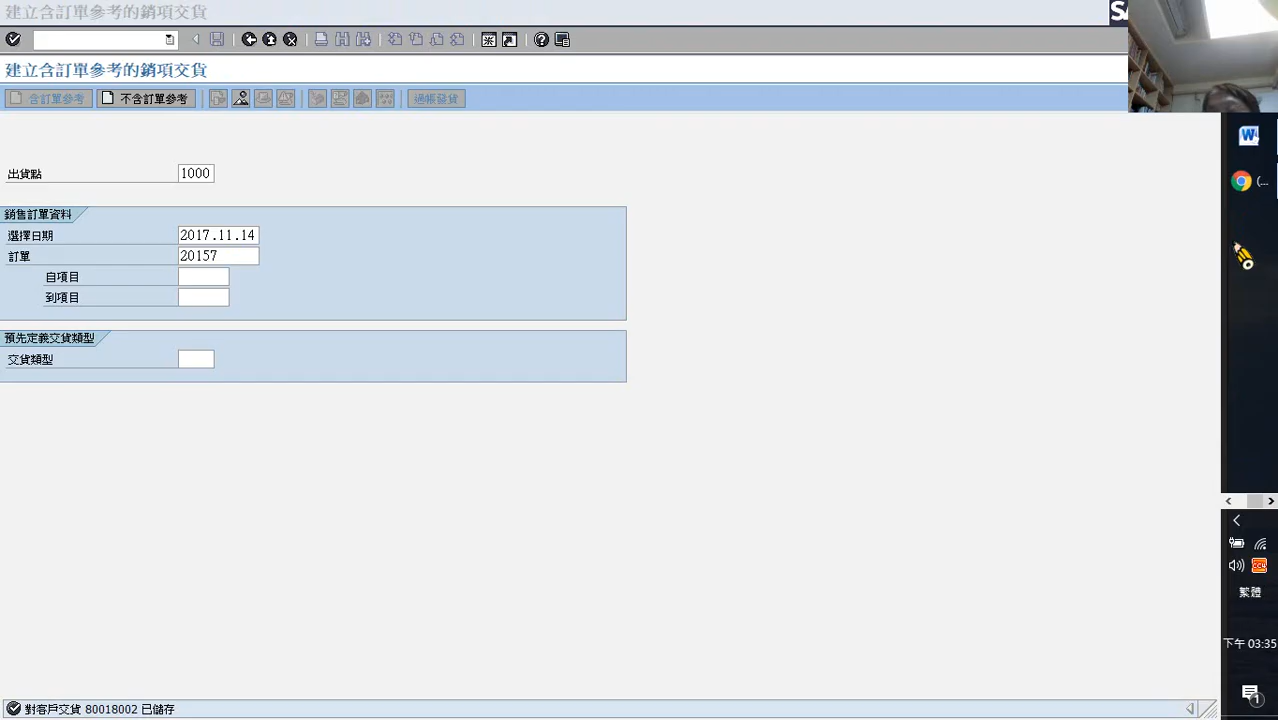 建立含訂單參考的銷項交貨
建立含訂單參考的銷項交貨
含訂單參考 不含訂單參考 過帳發貨
出貨點 1000
銷售訂單資料
選擇日期 2017.11.14
訂單 20157
自項目
到項目
預先定義交貨類型
交貨類型
對客戶交貨 80018002 已儲存
W
(...
繁體
下午 03:35
1